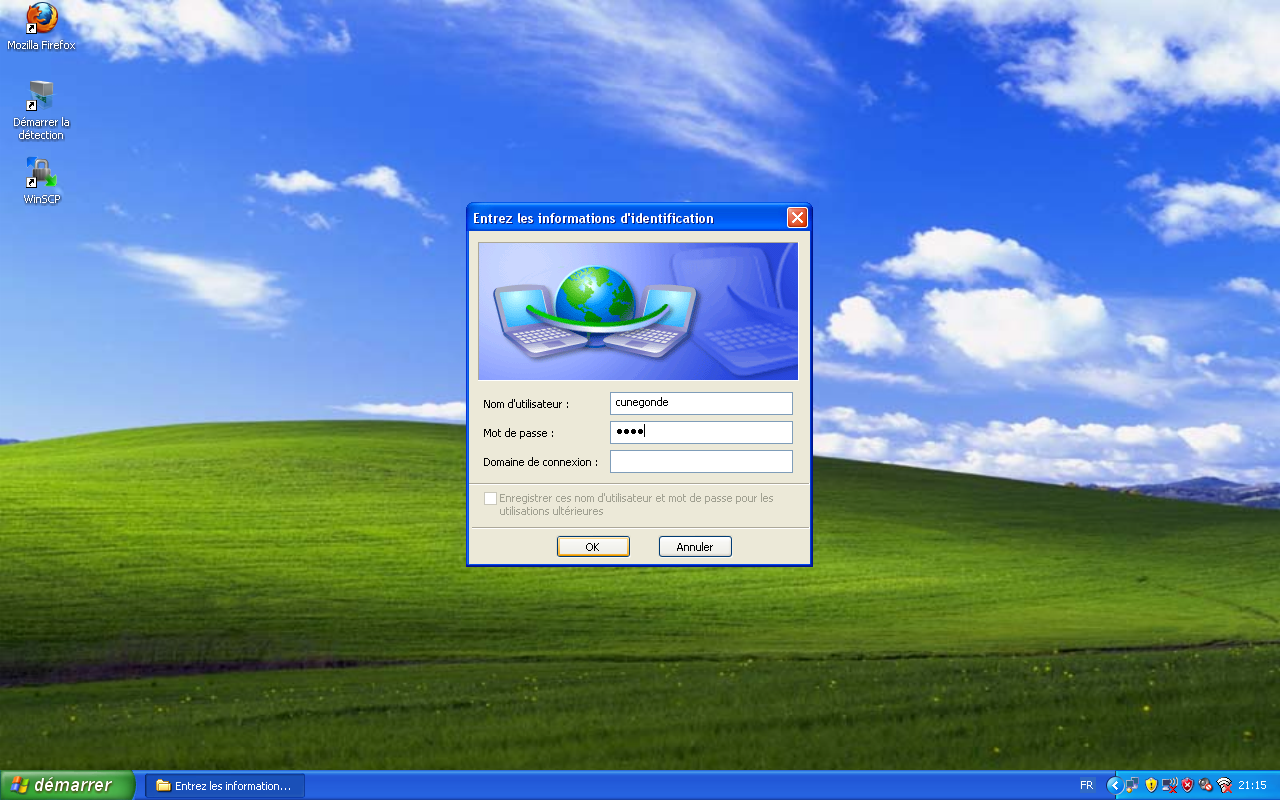 Mozilla Firefox
Démarrer la
détection
WinSCP
Entrez les informations d'identification
Nom d'utilisateur :
cunegonde
Mot de passe :
••••
Domaine de connexion :
Enregistrer ces nom d'utilisateur et mot de passe pour les
utilisations ultérieures
OK
Annuler
démarrer
Entrez les information...
FR
21:15